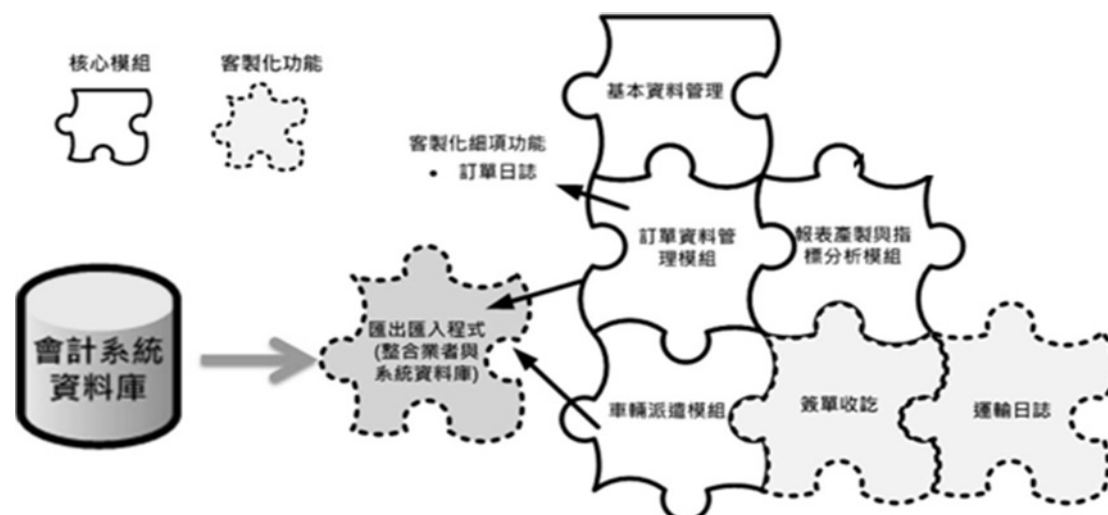 核心模組
客製化功能
基本資料管理
客製化細項功能
• 訂單日誌
訂單資料管
理模組
報表產製與指
標分析模組
會計系統
資料庫
匯出匯入程式
(整合業者與
系統資料庫)
車輛派遣模組
簽單收訖
運輸日誌